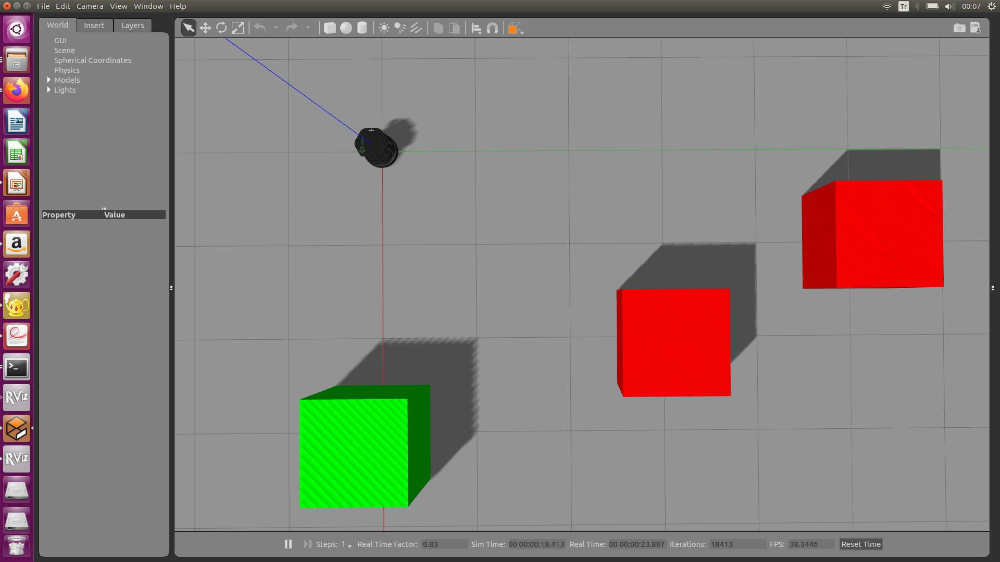 File Edit Camera View Window Help
Tr
00:07
World Insert Layers
LOG
GUI
Scene
Spherical Coordinates
Physics
Models
Lights
Property Value
a
>_
RViz
RViz
Steps: 1 Real Time Factor: 0.83 Sim Time: 00 00:00:18.413 Real Time: 00 00:00:23.887 Iterations: 18413 FPS: 38.3446 Reset Time